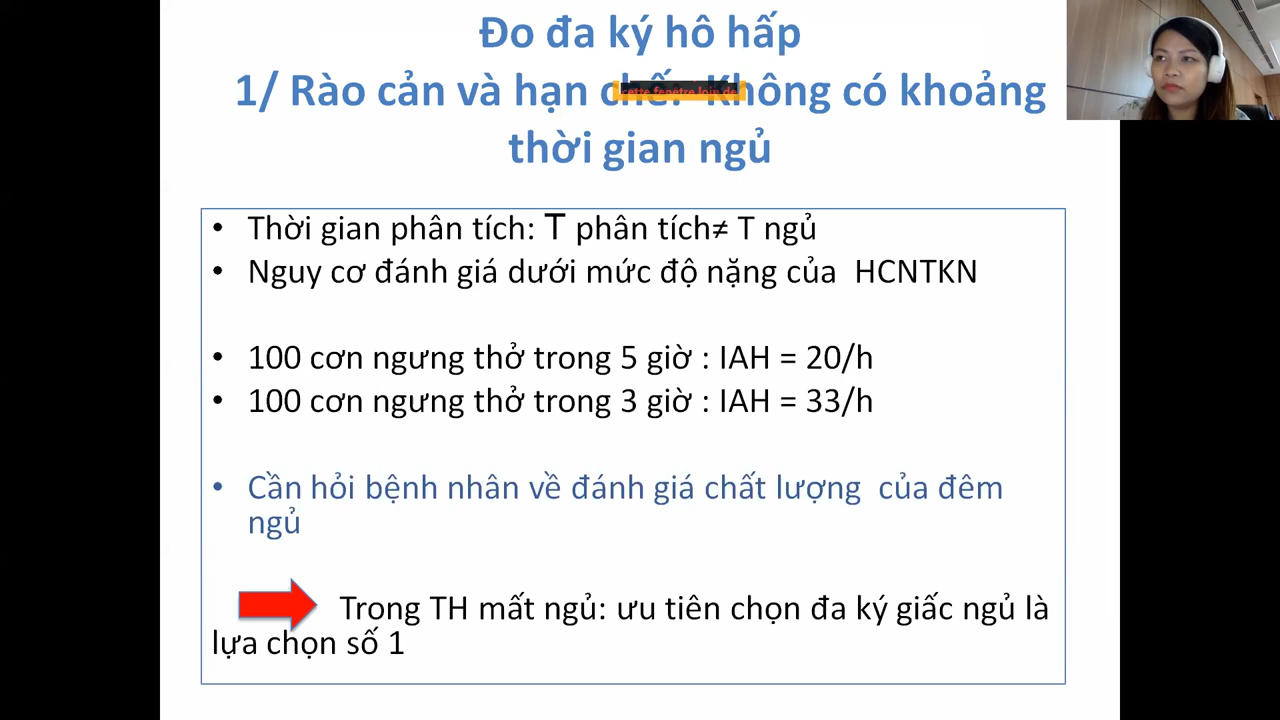 Đo đa ký hô hấp
1/ Rào cản và hạn chế: Không có khoảng
cette fenêtre
thời gian ngủ
• Thời gian phân tích: T phân tích≠ T ngủ
• Nguy cơ đánh giá dưới mức độ nặng của HCNTKN
• 100 cơn ngưng thở trong 5 giờ : IAH = 20/h
• 100 cơn ngưng thở trong 3 giờ : IAH = 33/h
• Cần hỏi bệnh nhân về đánh giá chất lượng của đêm
ngủ
Trong TH mất ngủ: ưu tiên chọn đa ký giấc ngủ là
lựa chọn số 1